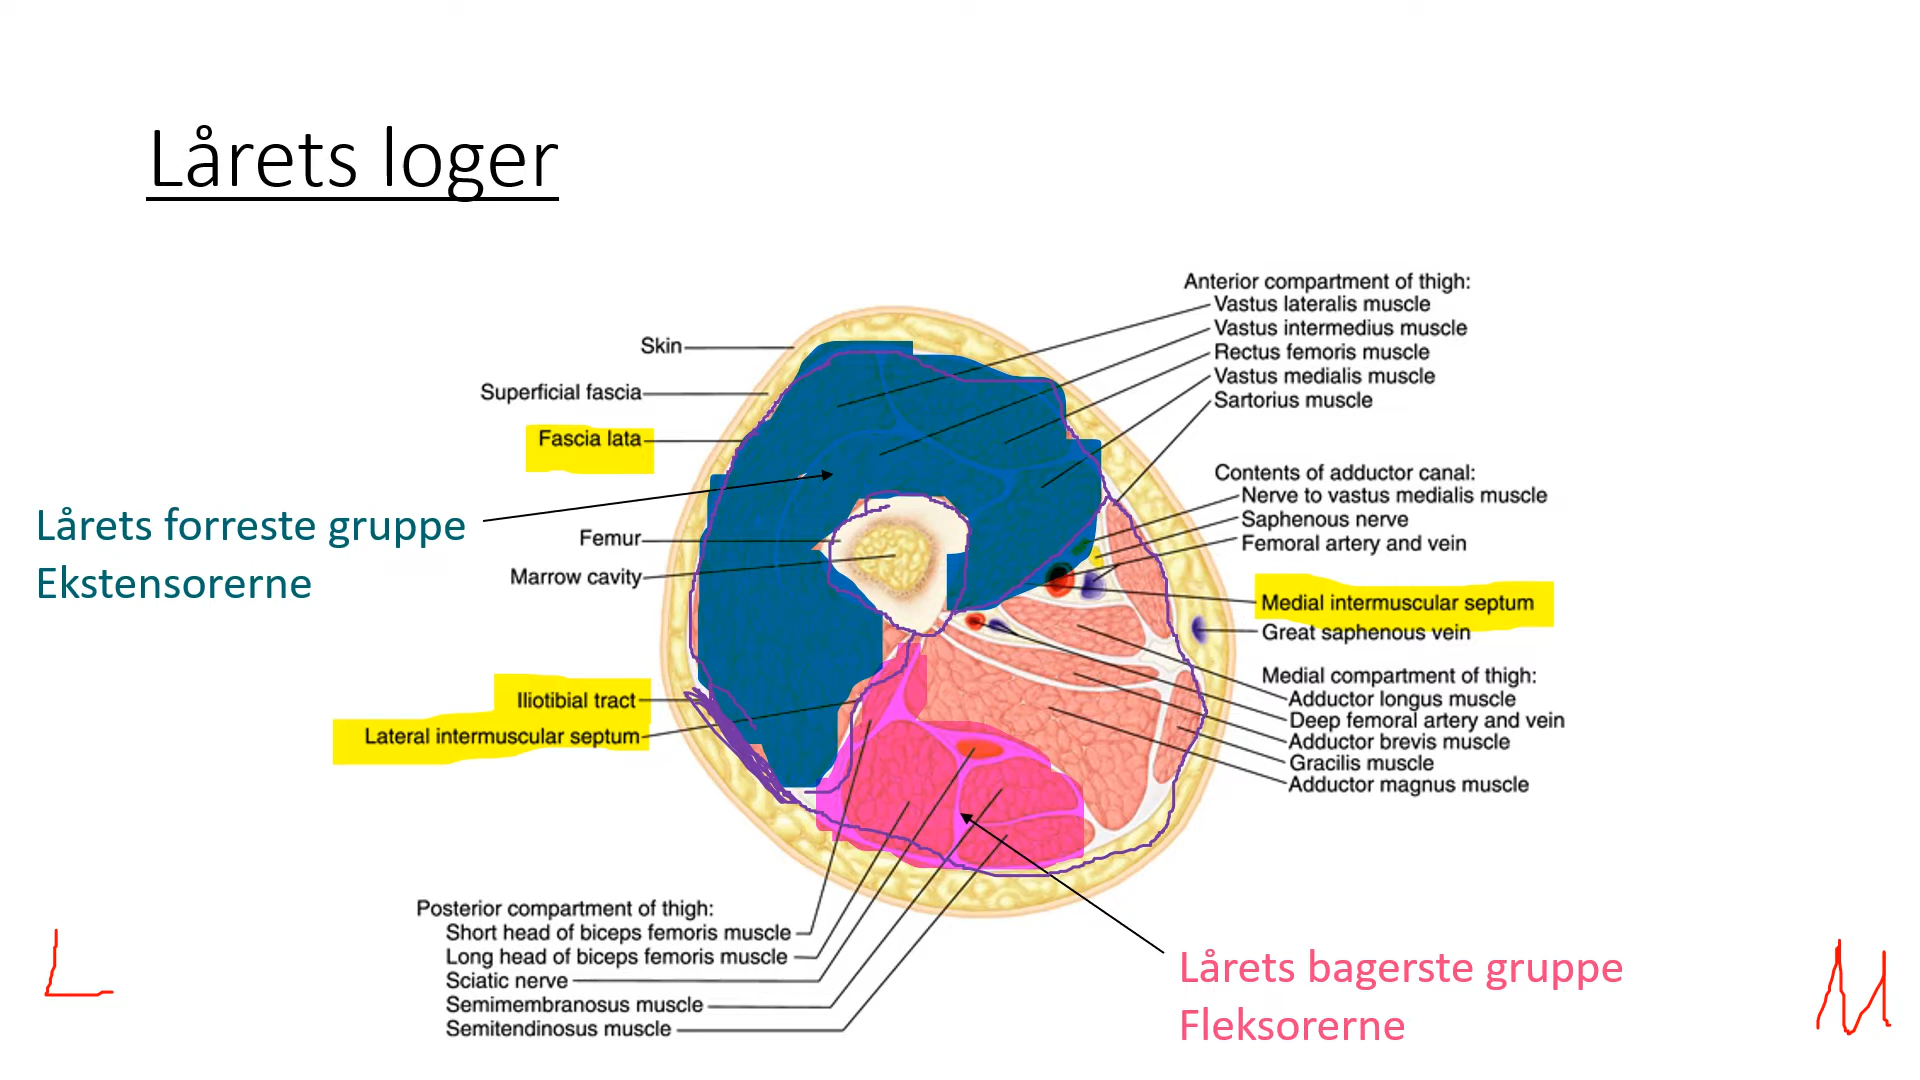 Lårets loger
Anterior compartment of thigh:
Vastus lateralis muscle
Vastus intermedius muscle
Rectus femoris muscle
Vastus medialis muscle
Sartorius muscle
Skin
Superficial fascia
Fascia lata
Lårets forreste gruppe
Ekstensorerne
Femur
Marrow cavity
Contents of adductor canal:
Nerve to vastus medialis muscle
Saphenous nerve
Femoral artery and vein
Medial intermuscular septum
Great saphenous vein
Iliotibial tract
Lateral intermuscular septum
Medial compartment of thigh:
Adductor longus muscle
Deep femoral artery and vein
Adductor brevis muscle
Gracilis muscle
Adductor magnus muscle
Posterior compartment of thigh:
Short head of biceps femoris muscle
Long head of biceps femoris muscle
Sciatic nerve
Semimembranosus muscle
Semitendinosus muscle
Lårets bagerste gruppe
Fleksorerne
L
M